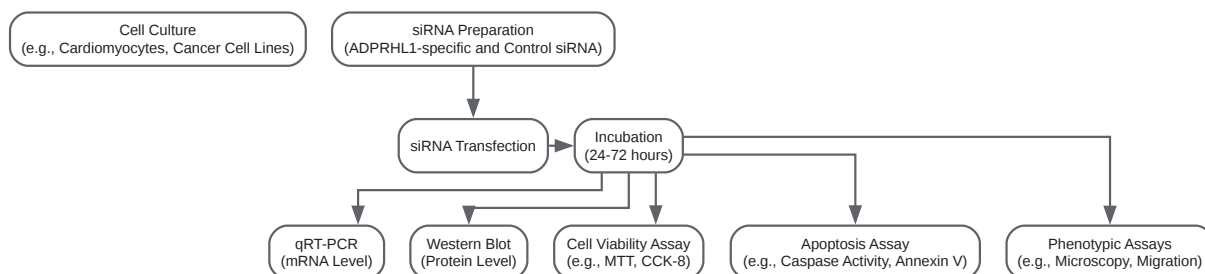 Cell Culture
(e.g., Cardiomyocytes, Cancer Cell Lines)
siRNA Preparation
(ADPRHL1-specific and Control siRNA)
siRNA Transfection
Incubation
(24-72 hours)
qRT-PCR
(mRNA Level)
Western Blot
(Protein Level)
Cell Viability Assay
(e.g., MTT, CCK-8)
Apoptosis Assay
(e.g., Caspase Activity, Annexin V)
Phenotypic Assays
(e.g., Microscopy, Migration)